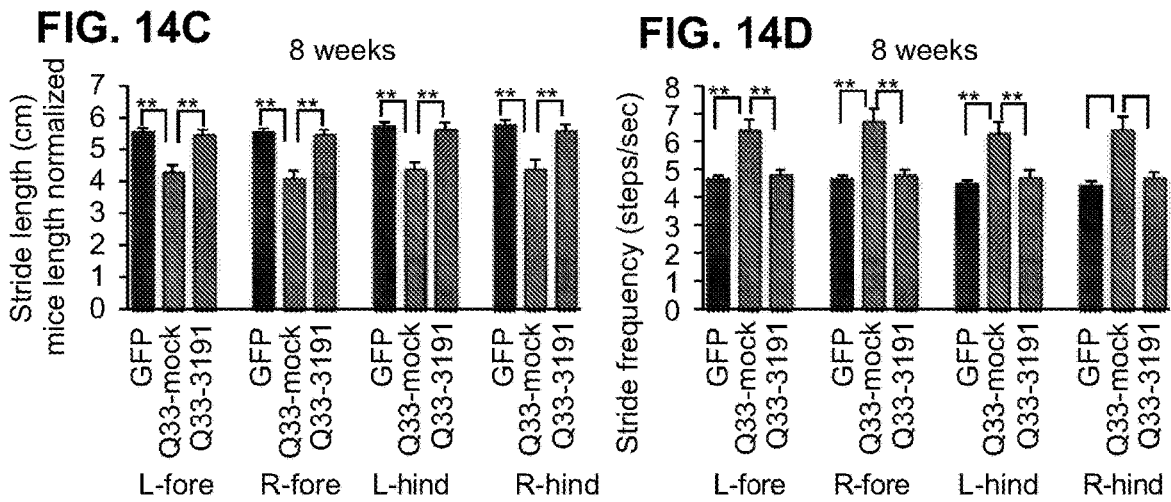 FIG. 14C
8 weeks
Stride length (cm)
mice length normalized
7
6
5
4
3
2
1
0
** **
** **
** **
** **
GFP
Q33-mock
Q33-3191
GFP
Q33-mock
Q33-3191
GFP
Q33-mock
Q33-3191
GFP
Q33-mock
Q33-3191
L-fore
R-fore
L-hind
R-hind
FIG. 14D
8 weeks
Stride frequency (steps/sec)
8
7
6
5
4
3
2
1
0
** **
** **
** **
GFP
Q33-mock
Q33-3191
GFP
Q33-mock
Q33-3191
GFP
Q33-mock
Q33-3191
GFP
Q33-mock
Q33-3191
L-fore
R-fore
L-hind
R-hind